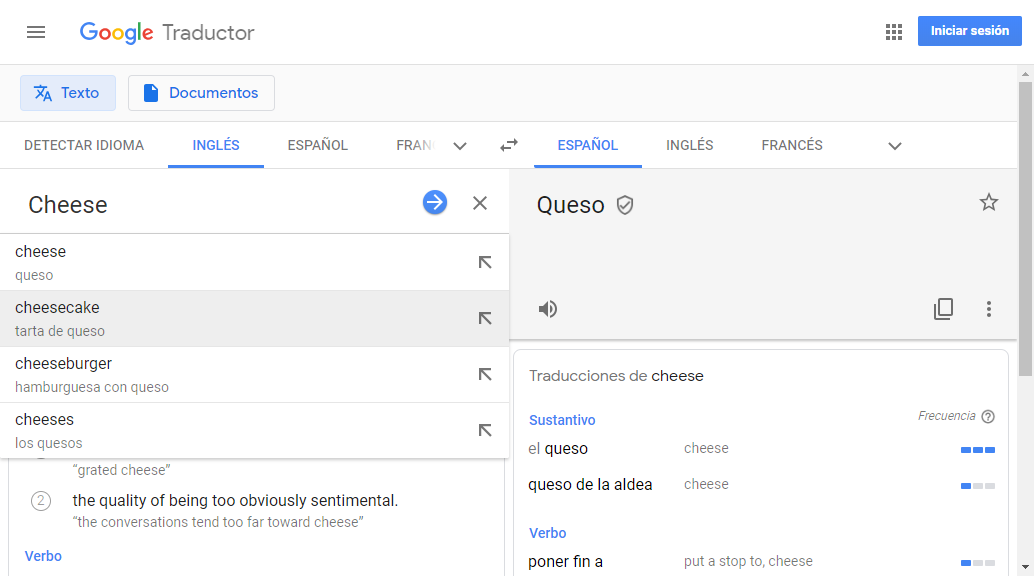 Google Traductor
Iniciar sesión
Texto
Documentos
DETECTAR IDIOMA
INGLÉS
ESPAÑOL
FRAN
ESPAÑOL
INGLÉS
FRANCÉS
Cheese
cheese
queso
cheesecake
tarta de queso
cheeseburger
hamburguesa con queso
cheeses
los quesos
“grated cheese”
2 the quality of being too obviously sentimental.
“the conversations tend too far toward cheese”
Verbo
Queso
Traducciones de cheese
Sustantivo
Frecuencia ?
el queso cheese
queso de la aldea cheese
Verbo
poner fin a put a stop to, cheese